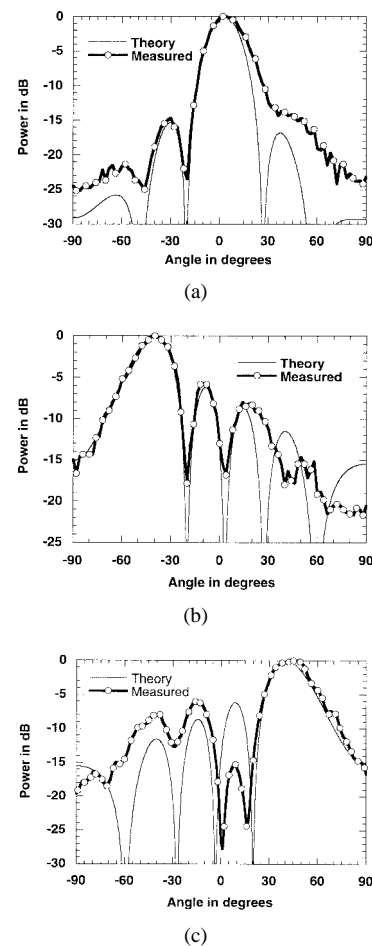 0
-5
-10
-15
-20
-25
-30
Power in dB
Theory
Measured
-90 -60 -30 0 30 60 90
Angle in degrees
(a)
0
-5
-10
-15
-20
-25
Power in dB
Theory
Measured
-90 -60 -30 0 30 60 90
Angle in degrees
(b)
0
-5
-10
-15
-20
-25
-30
Power in dB
Theory
Measured
-90 -60 -30 0 30 60 90
Angle in degrees
(c)